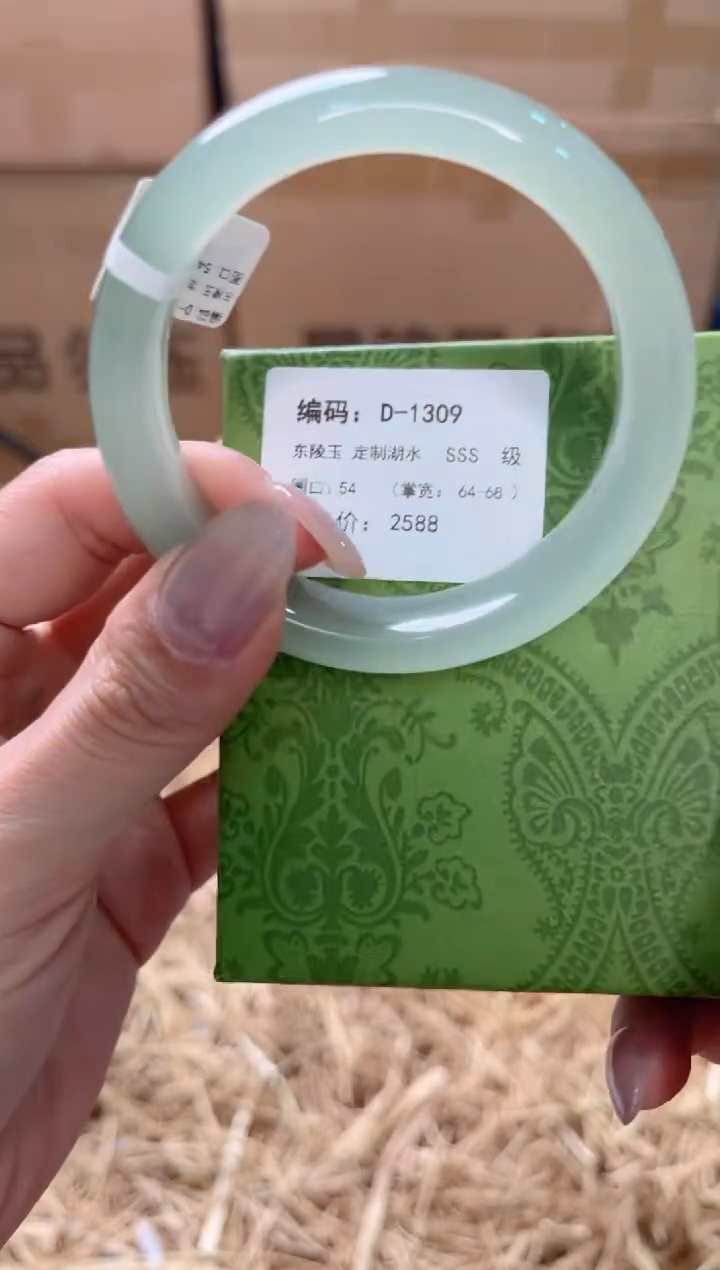 编码: D-1309
东陵玉 定制湖水 SSS 级
圈口: 54 (掌宽: 64-68)
价: 2588